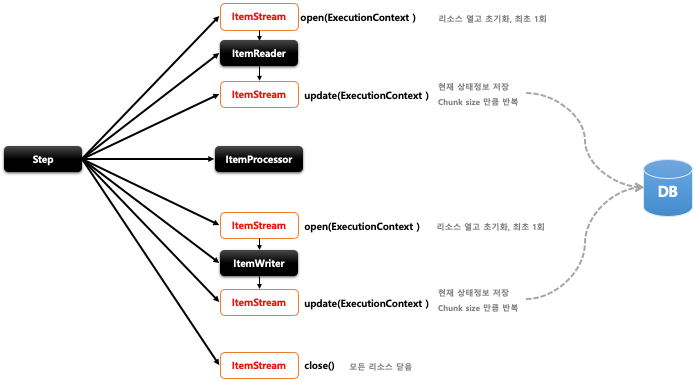 ItemStream open(ExecutionContext ) 리소스 열고 초기화, 최초 1회
ItemReader
ItemStream update(ExecutionContext ) 현재 상태정보 저장
Chunk size 만큼 반복
Step
ItemProcessor
DB
ItemStream open(ExecutionContext ) 리소스 열고 초기화, 최초 1회
ItemWriter
ItemStream update(ExecutionContext ) 현재 상태정보 저장
Chunk size 만큼 반복
ItemStream close() 모든 리소스 닫음